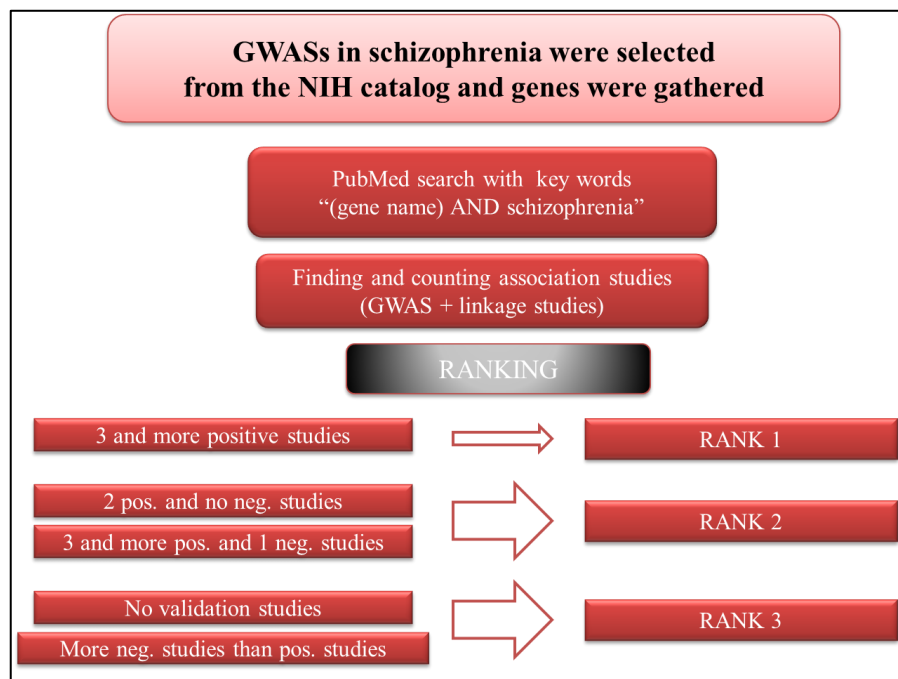 GWASs in schizophrenia were selected
from the NIH catalog and genes were gathered
PubMed search with key words
“(gene name) AND schizophrenia”
Finding and counting association studies
(GWAS + linkage studies)
RANKING
3 and more positive studies
RANK 1
2 pos. and no neg. studies
3 and more pos. and 1 neg. studies
RANK 2
No validation studies
More neg. studies than pos. studies
RANK 3